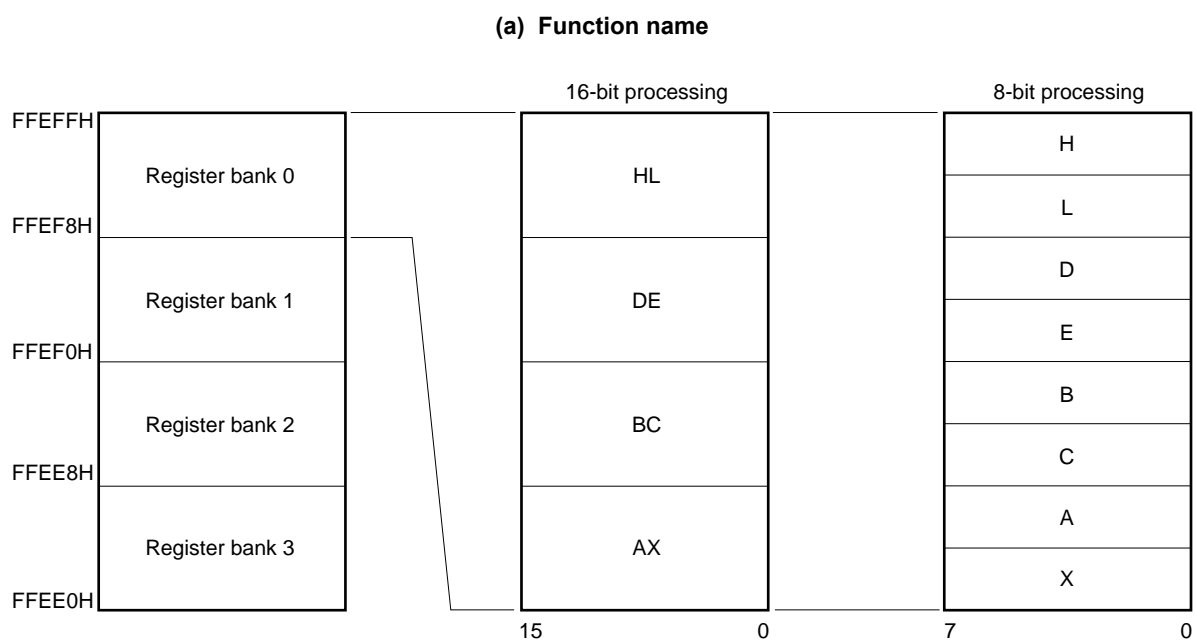 (a) Function name
16-bit processing
8-bit processing
FFEFFH
Register bank 0
HL
H
L
FFEF8H
Register bank 1
DE
D
E
FFEF0H
Register bank 2
BC
B
C
FFEE8H
Register bank 3
AX
A
X
FFEE0H
15
0
7
0